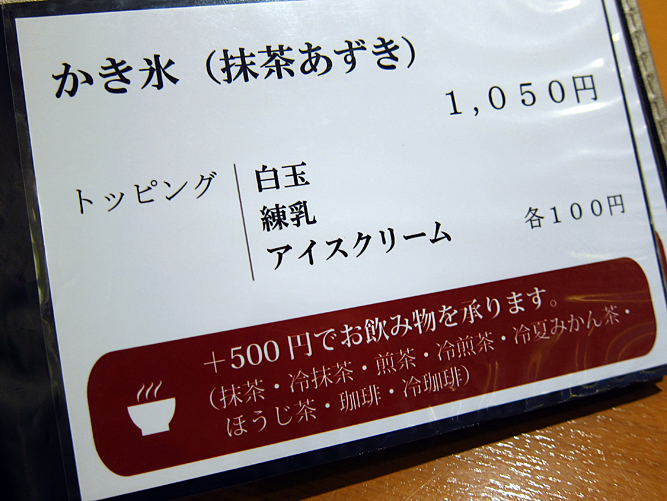 かき氷（抹茶あずき）
1,050円
トッピング
白玉
練乳
アイスクリーム
各100円
＋500円でお飲み物を承ります。
（抹茶・冷抹茶・煎茶・冷煎茶・冷夏みかん茶・
ほうじ茶・珈琲・冷珈琲）